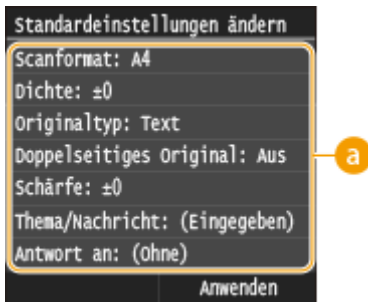 Standardeinstellungen ändern
Scanformat: A4
Dichte: ±0
Originaltyp: Text
Doppelseitiges Original: Aus
a
Schärfe: ±0
Thema/Nachricht: (Eingegeben)
Antwort an: (Ohne)
Anwenden